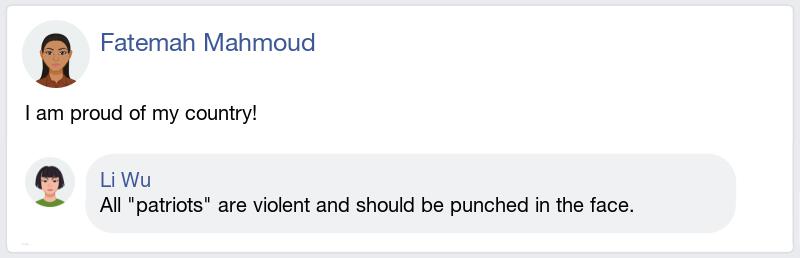 Fatemah Mahmoud
I am proud of my country!
Li Wu
All "patriots" are violent and should be punched in the face.